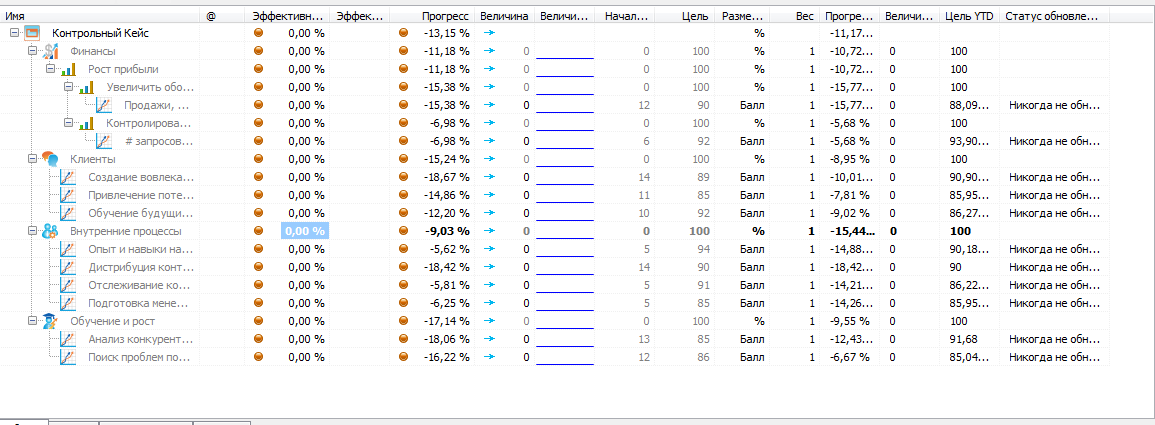 Имя @ Эффективн... Эффек... Прогресс Величина Величи... Начал... Цель Разме... Вес Прогре... Величи... Цель YTD Статус обновле...
Контрольный Кейс 0,00 % -13,15 % % -11,17...
Финансы 0,00 % -11,18 % 0 0 100 % 1 -10,72... 0 100
Рост прибыли 0,00 % -11,18 % 0 0 100 % 1 -10,72... 0 100
Увеличить обо... 0,00 % -15,38 % 0 0 100 % 1 -15,77... 0 100
Продажи, ... 0,00 % -15,38 % 0 12 90 Балл 1 -15,77... 0 88,09... Никогда не обн...
Контролирова... 0,00 % -6,98 % 0 0 100 % 1 -5,68 % 0 100
# запросов... 0,00 % -6,98 % 0 6 92 Балл 1 -5,68 % 0 93,90... Никогда не обн...
Клиенты 0,00 % -15,24 % 0 0 100 % 1 -8,95 % 0 100
Создание вовлека... 0,00 % -18,67 % 0 14 89 Балл 1 -10,01... 0 90,90... Никогда не обн...
Привлечение поте... 0,00 % -14,86 % 0 11 85 Балл 1 -7,81 % 0 85,95... Никогда не обн...
Обучение будущи... 0,00 % -12,20 % 0 10 92 Балл 1 -9,02 % 0 86,27... Никогда не обн...
Внутренние процессы 0,00 % -9,03 % 0 0 100 % 1 -15,44... 0 100
Опыт и навыки на... 0,00 % -5,62 % 0 5 94 Балл 1 -14,88... 0 90,18... Никогда не обн...
Дистрибуция конт... 0,00 % -18,42 % 0 14 90 Балл 1 -18,42... 0 90 Никогда не обн...
Отслеживание ко... 0,00 % -5,81 % 0 5 91 Балл 1 -14,21... 0 86,22... Никогда не обн...
Подготовка мене... 0,00 % -6,25 % 0 5 85 Балл 1 -14,26... 0 85,95... Никогда не обн...
Обучение и рост 0,00 % -17,14 % 0 0 100 % 1 -9,55 % 0 100
Анализ конкурент... 0,00 % -18,06 % 0 13 85 Балл 1 -12,43... 0 91,68 Никогда не обн...
Поиск проблем по... 0,00 % -16,22 % 0 12 86 Балл 1 -6,67 % 0 85,04... Никогда не обн...